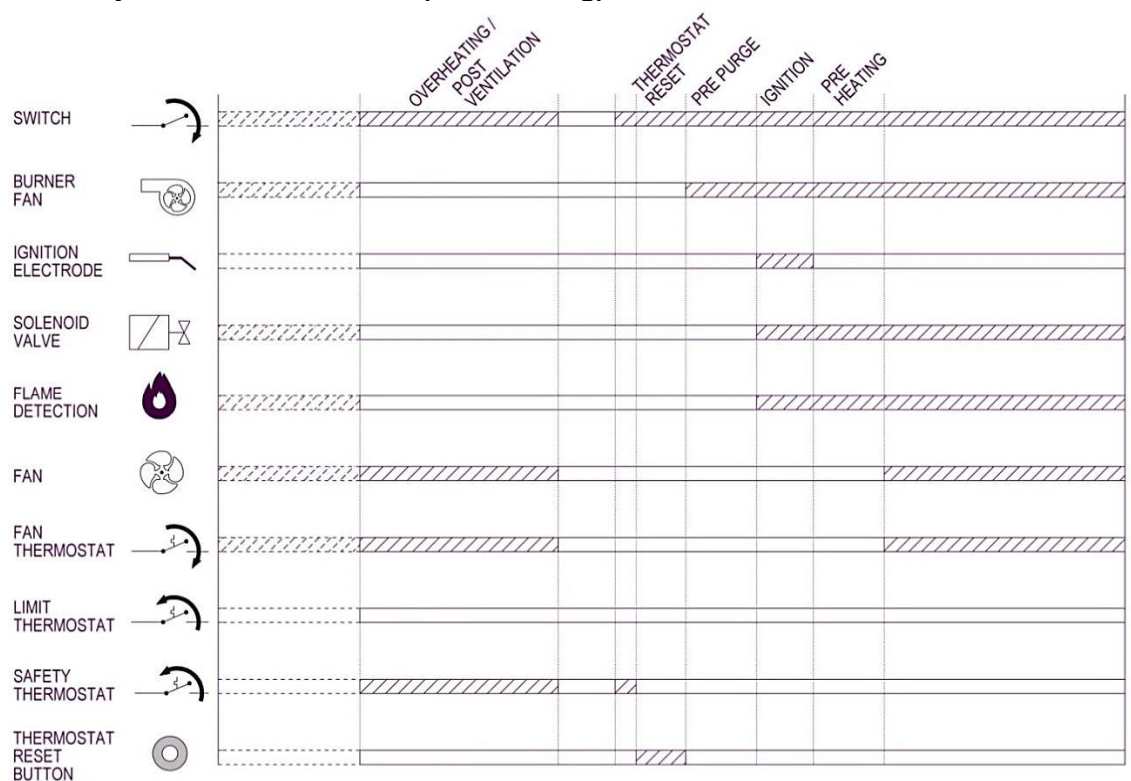 OVERHEATING /
POST
VENTILATION
THERMOSTAT
RESET
PRE PURGE
IGNITION
PRE
HEATING
SWITCH
BURNER
FAN
IGNITION
ELECTRODE
SOLENOID
VALVE
FLAME
DETECTION
FAN
FAN
THERMOSTAT
LIMIT
THERMOSTAT
SAFETY
THERMOSTAT
THERMOSTAT
RESET
BUTTON